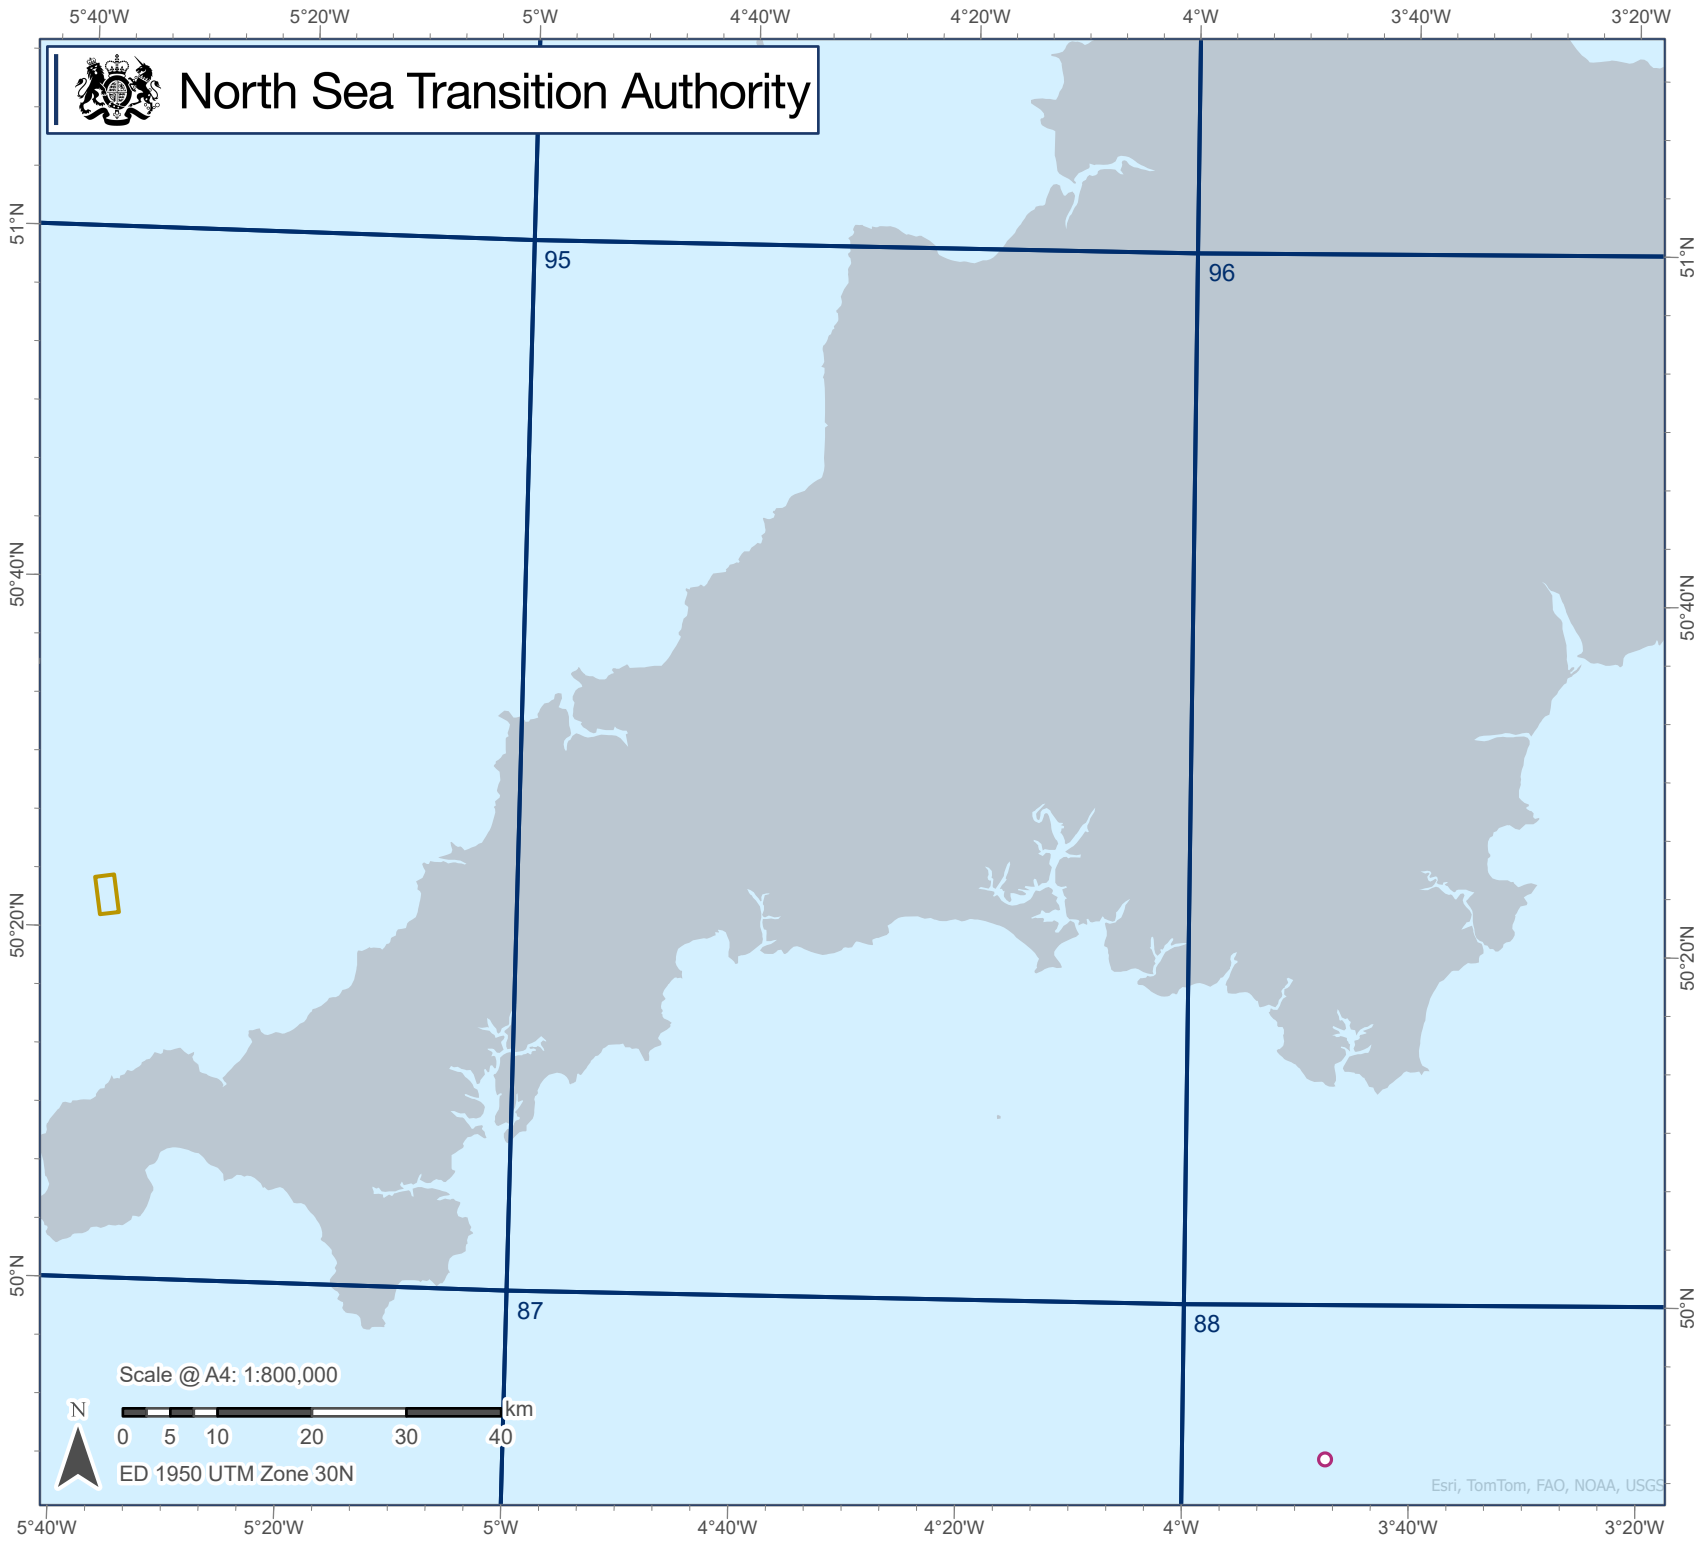 5°40'W 5°20'W 5°W 4°40'W 4°20'W 4°W 3°40'W 3°20'W
North Sea Transition Authority
51°N
51°N
95
96
50°40'N
50°40'N
50°20'N
50°20'N
50°N
50°N
87
88
Scale @ A4: 1:800,000
N
km
0 5 10 20 30 40
ED 1950 UTM Zone 30N
Esri, TomTom, FAO, NOAA, USGS
5°40'W 5°20'W 5°W 4°40'W 4°20'W 4°W 3°40'W 3°20'W